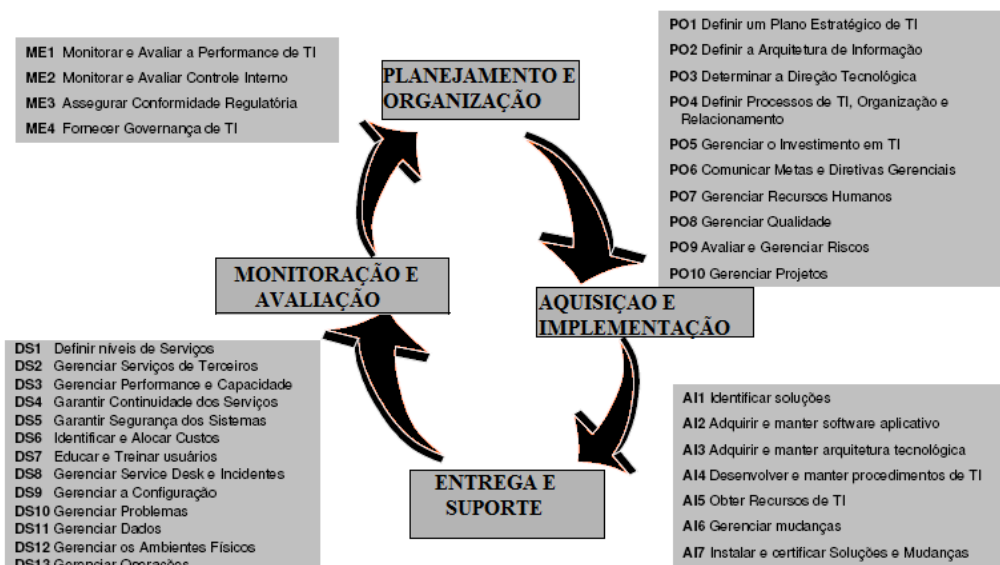 ME1 Monitorar e Avaliar a Performance de TI
ME2 Monitorar e Avaliar Controle Interno
ME3 Assegurar Conformidade Regulatória
ME4 Fornecer Governança de TI
PLANEJAMENTO E
ORGANIZAÇÃO
PO1 Definir um Plano Estratégico de TI
PO2 Definir a Arquitetura de Informação
PO3 Determinar a Direção Tecnológica
PO4 Definir Processos de TI, Organização e
Relacionamento
PO5 Gerenciar o Investimento em TI
PO6 Comunicar Metas e Diretivas Gerenciais
PO7 Gerenciar Recursos Humanos
PO8 Gerenciar Qualidade
PO9 Avaliar e Gerenciar Riscos
PO10 Gerenciar Projetos
MONITORAÇÃO E
AVALIAÇÃO
AQUISIÇAO E
IMPLEMENTAÇÃO
DS1 Definir níveis de Serviços
DS2 Gerenciar Serviços de Terceiros
DS3 Gerenciar Performance e Capacidade
DS4 Garantir Continuidade dos Serviços
DS5 Garantir Segurança dos Sistemas
DS6 Identificar e Alocar Custos
DS7 Educar e Treinar usuários
DS8 Gerenciar Service Desk e Incidentes
DS9 Gerenciar a Configuração
DS10 Gerenciar Problemas
DS11 Gerenciar Dados
DS12 Gerenciar os Ambientes Físicos
DS13 Gerenciar Operações
ENTREGA E
SUPORTE
AI1 Identificar soluções
AI2 Adquirir e manter software aplicativo
AI3 Adquirir e manter arquitetura tecnológica
AI4 Desenvolver e manter procedimentos de TI
AI5 Obter Recursos de TI
AI6 Gerenciar mudanças
AI7 Instalar e certificar Soluções e Mudanças